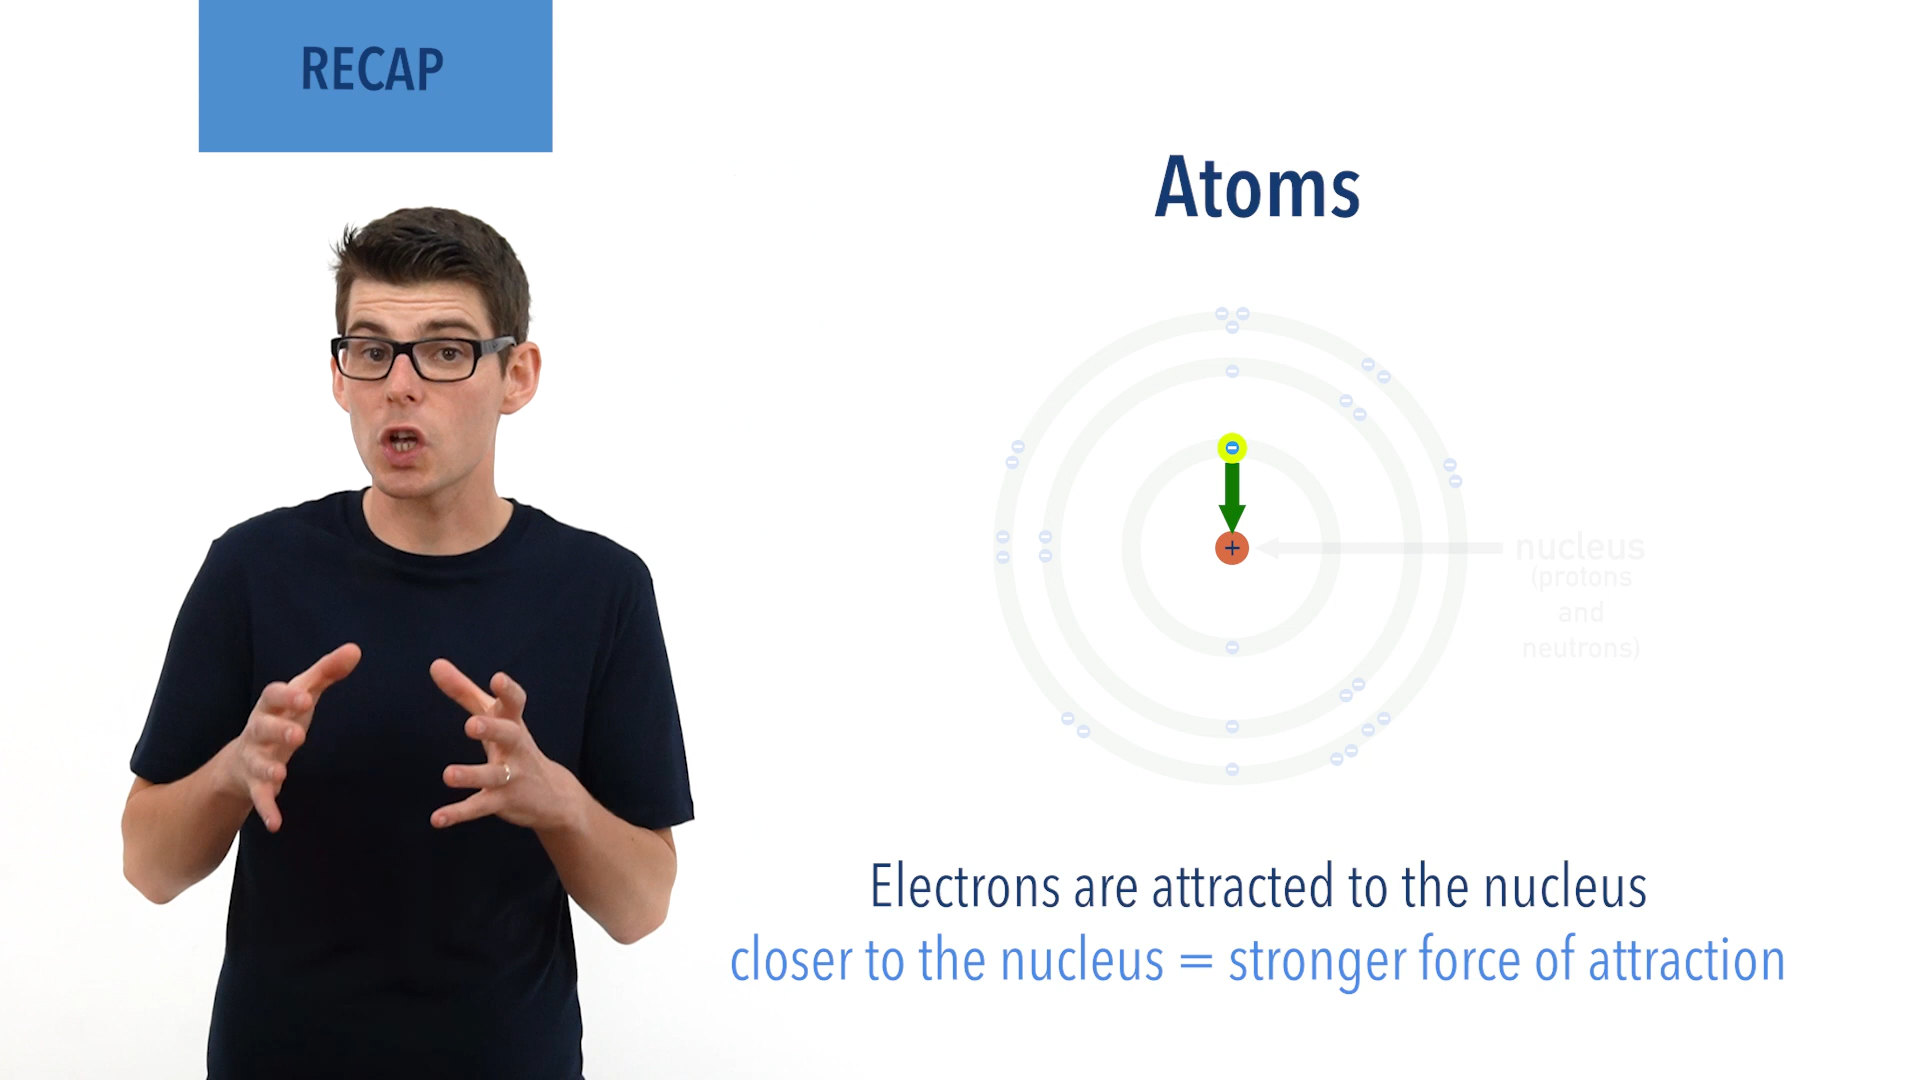 RECAP
Atoms
nucleus
(protons
and
neutrons)
Electrons are attracted to the nucleus
closer to the nucleus = stronger force of attraction